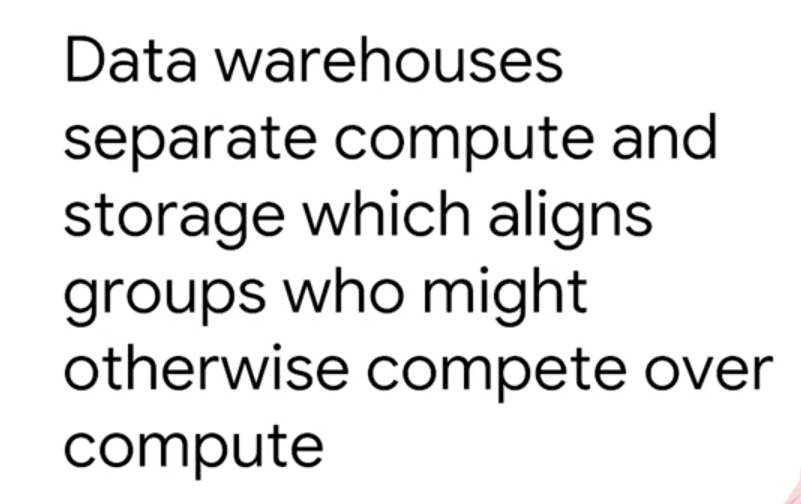 Data warehouses
separate compute and
storage which aligns
groups who might
otherwise compete over
compute